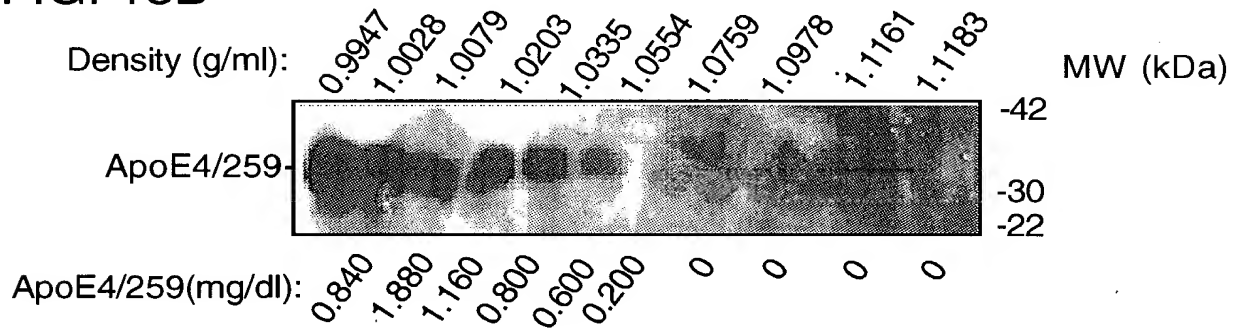 Density (g/ml): 0.9947 1.0028 1.0079 1.0203 1.0335 1.0554 1.0759 1.0978 1.1161 1.1183 MW (kDa)
-42
ApoE4/259-
-30
-22
ApoE4/259(mg/dl): 0.840 1.880 1.160 0.800 0.600 0.200 0 0 0 0